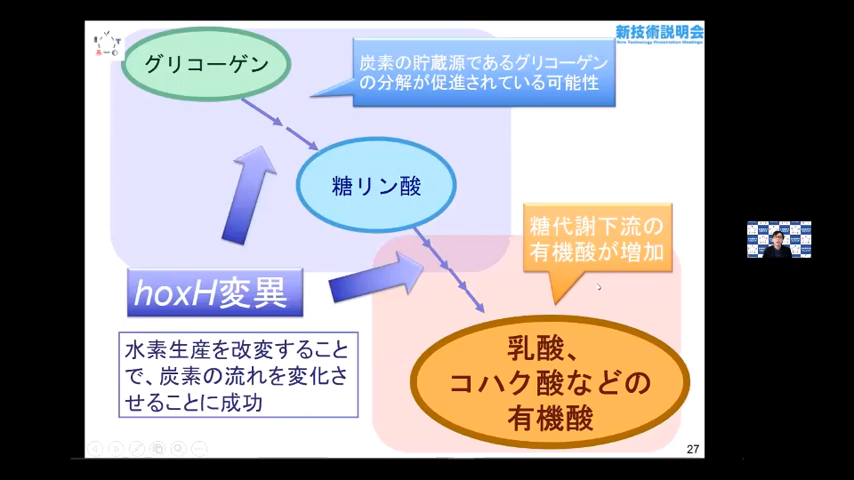 新技術説明会
New Technology Presentation Meetings!
グリコーゲン
炭素の貯蔵源であるグリコーゲン
の分解が促進されている可能性
糖リン酸
糖代謝下流の
有機酸が増加
hoxH変異
水素生産を改変すること
で、炭素の流れを変化さ
せることに成功
乳酸、
コハク酸などの
有機酸
27